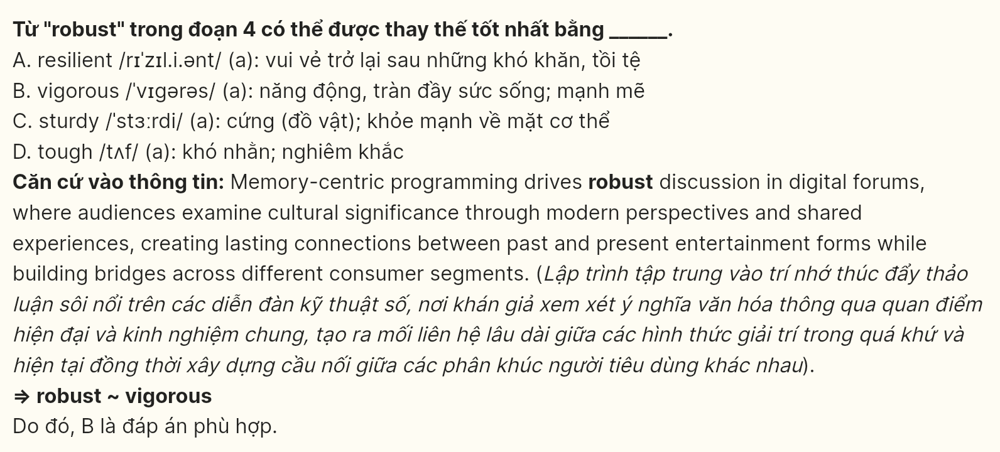 Từ "robust" trong đoạn 4 có thể được thay thế tốt nhất bằng ______.
A. resilient /rɪˈzɪl.i.ənt/ (a): vui vẻ trở lại sau những khó khăn, tồi tệ
B. vigorous /ˈvɪɡərəs/ (a): năng động, tràn đầy sức sống; mạnh mẽ
C. sturdy /ˈstɜːrdi/ (a): cứng (đồ vật); khỏe mạnh về mặt cơ thể
D. tough /tʌf/ (a): khó nhằn; nghiêm khắc
Căn cứ vào thông tin: Memory-centric programming drives robust discussion in digital forums,
where audiences examine cultural significance through modern perspectives and shared
experiences, creating lasting connections between past and present entertainment forms while
building bridges across different consumer segments. (Lập trình tập trung vào trí nhớ thúc đẩy thảo
luận sôi nổi trên các diễn đàn kỹ thuật số, nơi khán giả xem xét ý nghĩa văn hóa thông qua quan điểm
hiện đại và kinh nghiệm chung, tạo ra mối liên hệ lâu dài giữa các hình thức giải trí trong quá khứ và
hiện tại đồng thời xây dựng cầu nối giữa các phân khúc người tiêu dùng khác nhau).
⇒ robust ~ vigorous
Do đó, B là đáp án phù hợp.